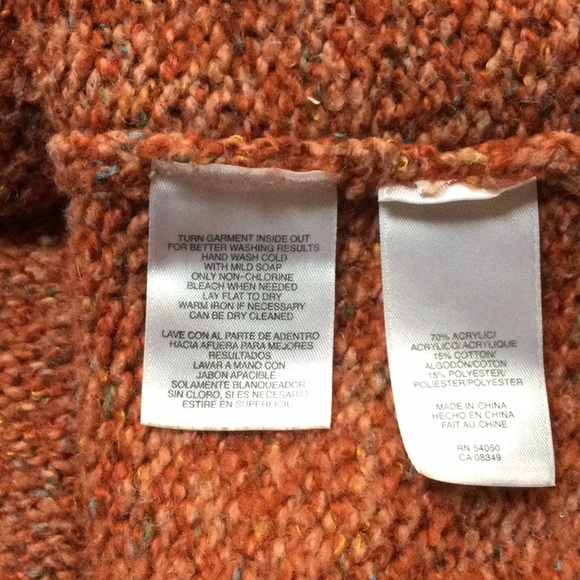 TURN GARMENT INSIDE OUT
FOR BETTER WASHING RESULTS
HAND WASH COLD
WITH MILD SOAP
ONLY NON-CHLORINE
BLEACH WHEN NEEDED
LAY FLAT TO DRY
WARM IRON IF NECESSARY
CAN BE DRY CLEANED
LAVE CON AL PARTE DE ADENTRO
HACIA AFUERA PARA MEJORES
RESULTADOS.
LAVAR A MANO CON
JABON APACIBLE
SOLAMENTE BLANQUEADOR
SIN CLORO, SI ES NECESARIO
ESTIRE EN SUPERFICIE
70% ACRYLIC/
ACRILICO/ACRYLIQUE
15% COTTON/
ALGODON/COTON
15% POLYESTER/
POLIESTER/POLYESTER
MADE IN CHINA
HECHO EN CHINA
FAIT AU CHINE
RN 54050
CA 08349